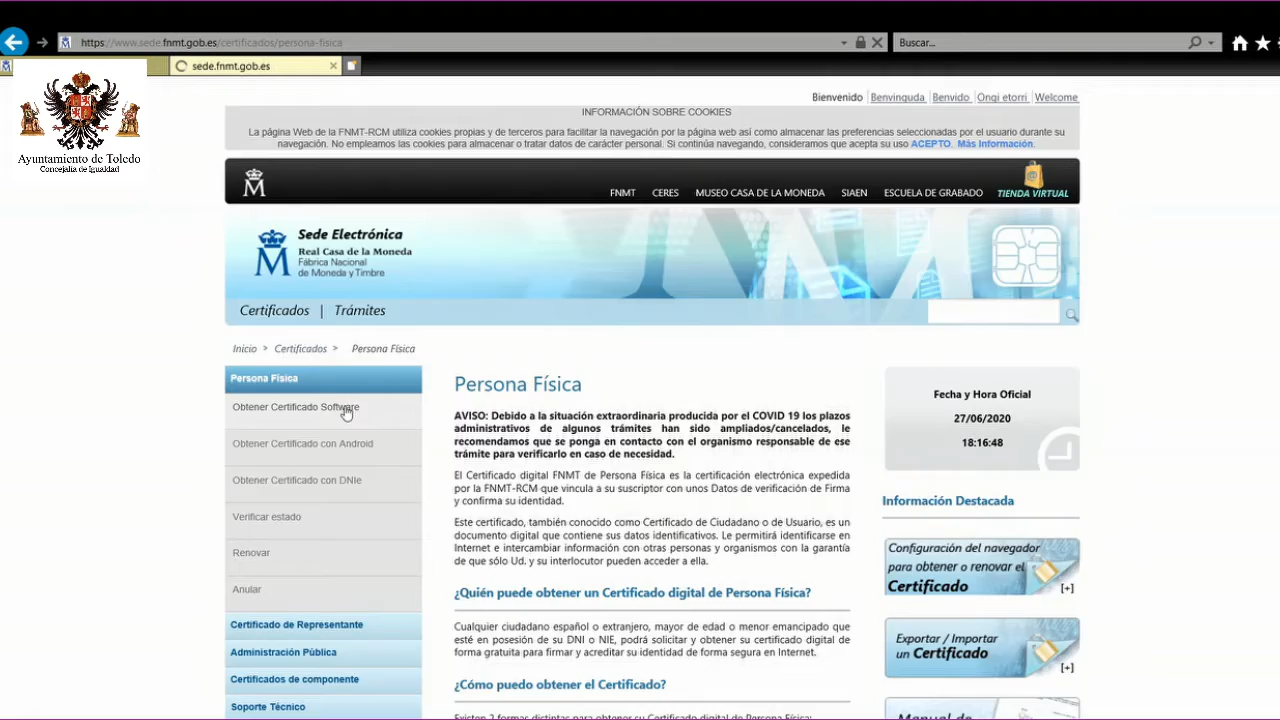 https://www.sede.fnmt.gob.es/certificados/persona-fisica
Buscar...
sede.fnmt.gob.es
Ayuntamiento de Toledo
Concejalía de Igualdad
Bienvenido Benvinguda Benvido Ongi etorri Welcome
INFORMACIÓN SOBRE COOKIES
La página Web de la FNMT-RCM utiliza cookies propias y de terceros para facilitar la navegación por la página web así como almacenar las preferencias seleccionadas por el usuario durante su
navegación. No empleamos las cookies para almacenar o tratar datos de carácter personal. Si continúa navegando, consideramos que acepta su uso ACEPTO. Más Información.
FNMT CERES MUSEO CASA DE LA MONEDA SIAEN ESCUELA DE GRABADO TIENDA VIRTUAL
Sede Electrónica
Real Casa de la Moneda
Fábrica Nacional
de Moneda y Timbre
Certificados | Trámites
Inicio > Certificados > Persona Física
Persona Física
Obtener Certificado Software
Obtener Certificado con Android
Obtener Certificado con DNIe
Verificar estado
Renovar
Anular
Certificado de Representante
Administración Pública
Certificados de componente
Soporte Técnico
Persona Física
AVISO: Debido a la situación extraordinaria producida por el COVID 19 los plazos
administrativos de algunos trámites han sido ampliados/cancelados, le
recomendamos que se ponga en contacto con el organismo responsable de ese
trámite para verificarlo en caso de necesidad.
El Certificado digital FNMT de Persona Física es la certificación electrónica expedida
por la FNMT-RCM que vincula a su suscriptor con unos Datos de verificación de Firma
y confirma su identidad.
Este certificado, también conocido como Certificado de Ciudadano o de Usuario, es un
documento digital que contiene sus datos identificativos. Le permitirá identificarse en
Internet e intercambiar información con otras personas y organismos con la garantía
de que sólo Ud. y su interlocutor pueden acceder a ella.
¿Quién puede obtener un Certificado digital de Persona Física?
Cualquier ciudadano español o extranjero, mayor de edad o menor emancipado que
esté en posesión de su DNI o NIE, podrá solicitar y obtener su certificado digital de
forma gratuita para firmar y acreditar su identidad de forma segura en Internet.
¿Cómo puedo obtener el Certificado?
Existen 2 formas distintas para obtener su Certificado digital de Persona Física:
Fecha y Hora Oficial
27/06/2020
18:16:48
Información Destacada
Configuración del navegador
para obtener o renovar el
Certificado
[+]
Exportar / Importar
un Certificado
[+]
Manual de